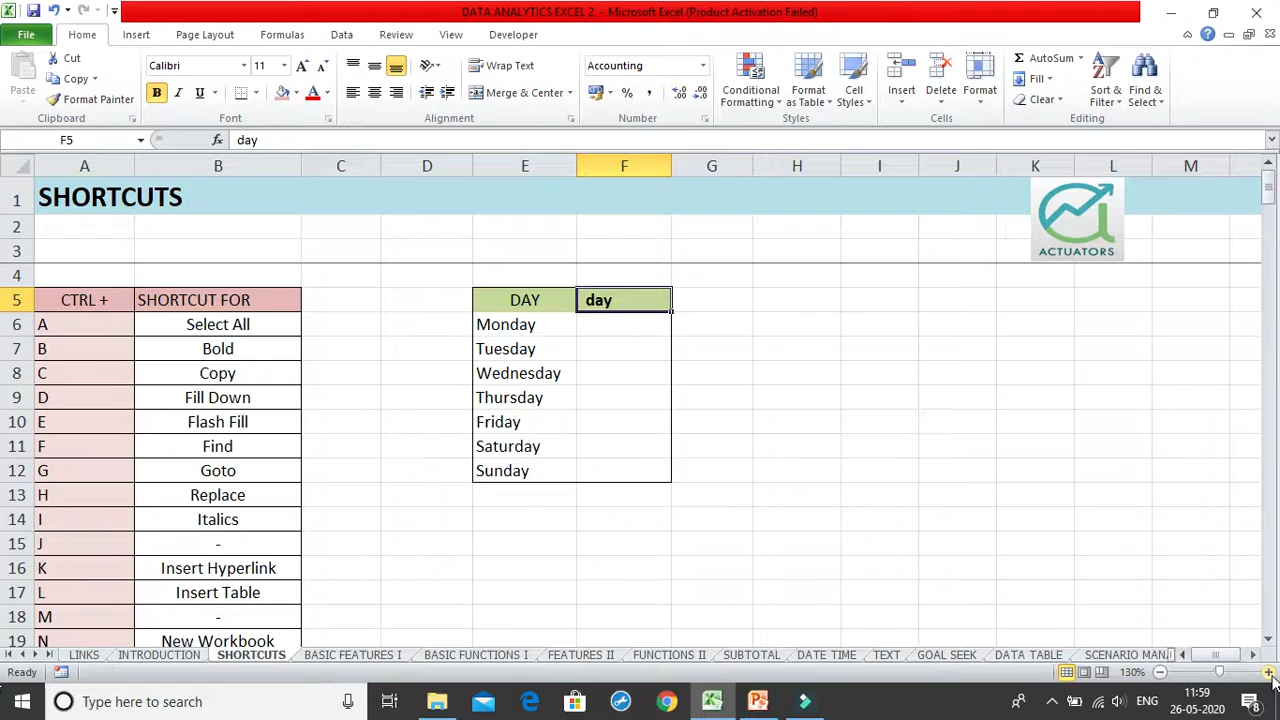 DATA ANALYTICS EXCEL 2 - Microsoft Excel (Product Activation Failed)
File Home Insert Page Layout Formulas Data Review View Developer
Cut
Copy
Format Painter
Paste
Clipboard
Calibri 11
B I U
Font
Wrap Text
Merge & Center
Alignment
Accounting
% ,
Number
Conditional Formatting
Format as Table
Cell Styles
Styles
Insert Delete Format
Cells
AutoSum
Fill
Clear
Sort & Filter
Find & Select
Editing
F5 fx day
A B C D E F G H I J K L M
1 SHORTCUTS
2
3
ACTUATORS
4
5 CTRL + SHORTCUT FOR DAY day
6 A Select All Monday
7 B Bold Tuesday
8 C Copy Wednesday
9 D Fill Down Thursday
10 E Flash Fill Friday
11 F Find Saturday
12 G Goto Sunday
13 H Replace
14 I Italics
15 J -
16 K Insert Hyperlink
17 L Insert Table
18 M -
19 N New Workbook
LINKS INTRODUCTION SHORTCUTS BASIC FEATURES I BASIC FUNCTIONS I FEATURES II FUNCTIONS II SUBTOTAL DATE TIME TEXT GOAL SEEK DATA TABLE SCENARIO MAN
Ready 130%
Type here to search
ENG
11:59
26-05-2020
8